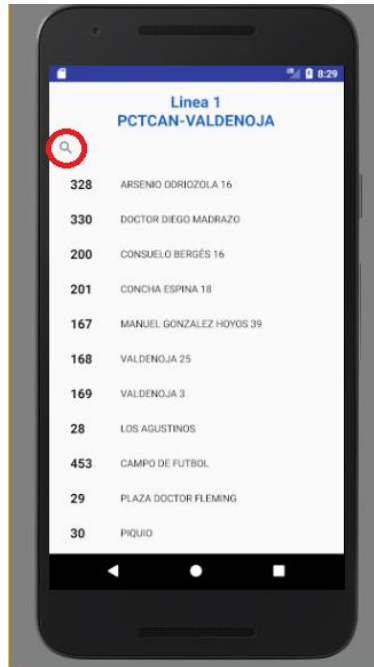 8:29
Linea 1
PCTCAN-VALDENOJA
328 ARSENIO ODRIOZOLA 16
330 DOCTOR DIEGO MADRAZO
200 CONSUELO BERGÉS 16
201 CONCHA ESPINA 18
167 MANUEL GONZALEZ HOYOS 39
168 VALDENOJA 25
169 VALDENOJA 3
28 LOS AGUSTINOS
453 CAMPO DE FUTBOL
29 PLAZA DOCTOR FLEMING
30 PIQUIO